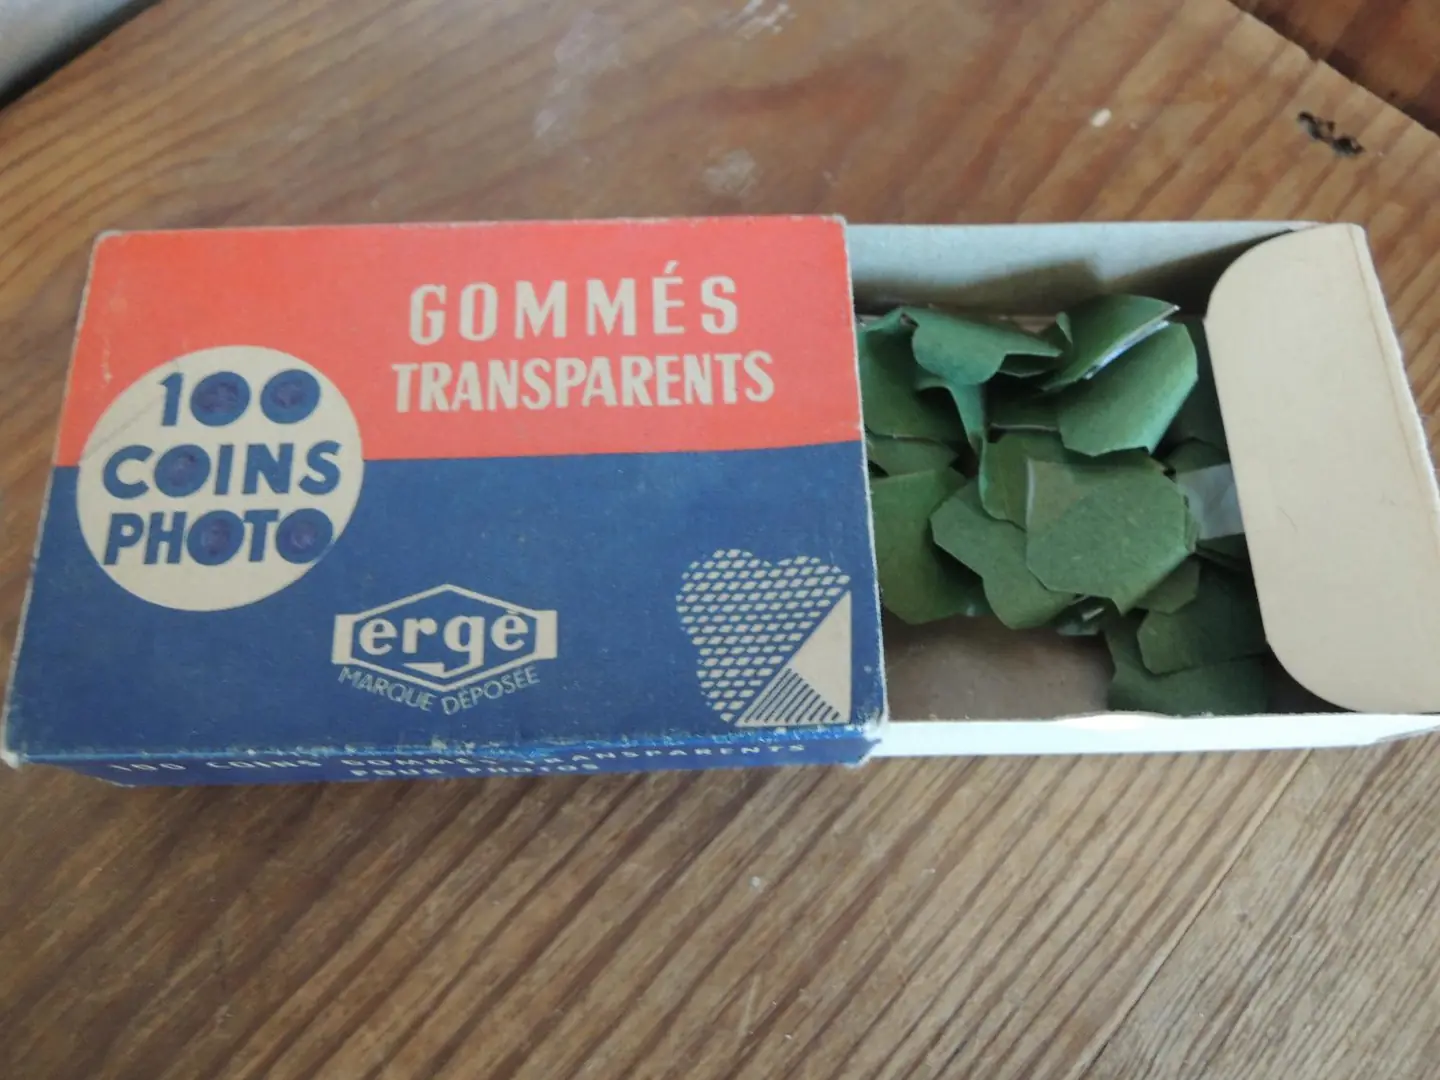 GOMMÉS
TRANSPARENTS
100
COINS
PHOTO
ergé
MARQUE DÉPOSÉE
100 COINS GOMMÉS TRANSPARENTS
POUR PHOTOS